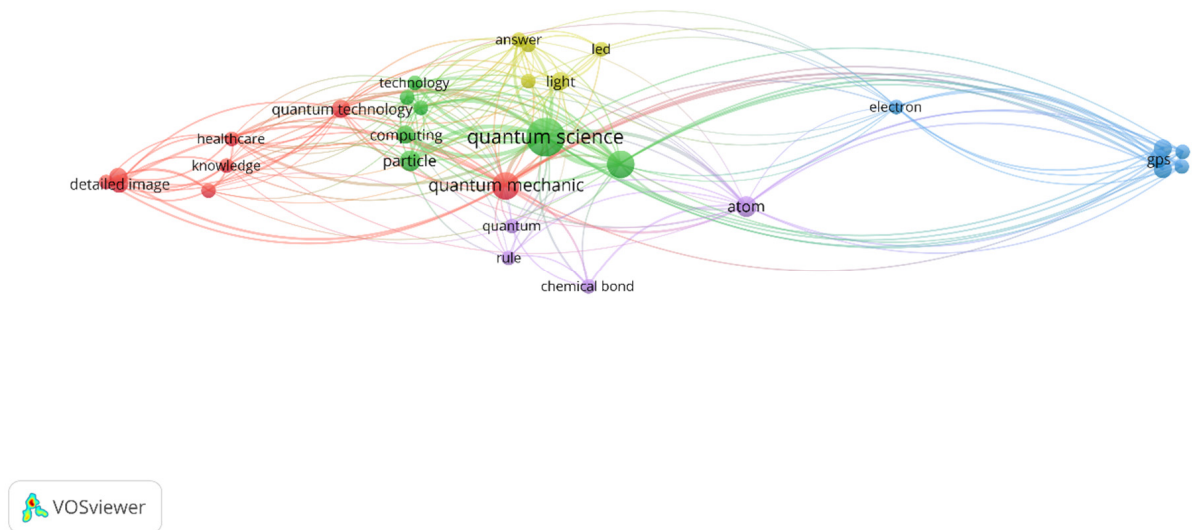 answer
led
technology
light
quantum technology
electron
healthcare
computing
quantum science
knowledge
particle
gps
detailed image
quantum mechanic
atom
quantum
rule
chemical bond
VOSviewer